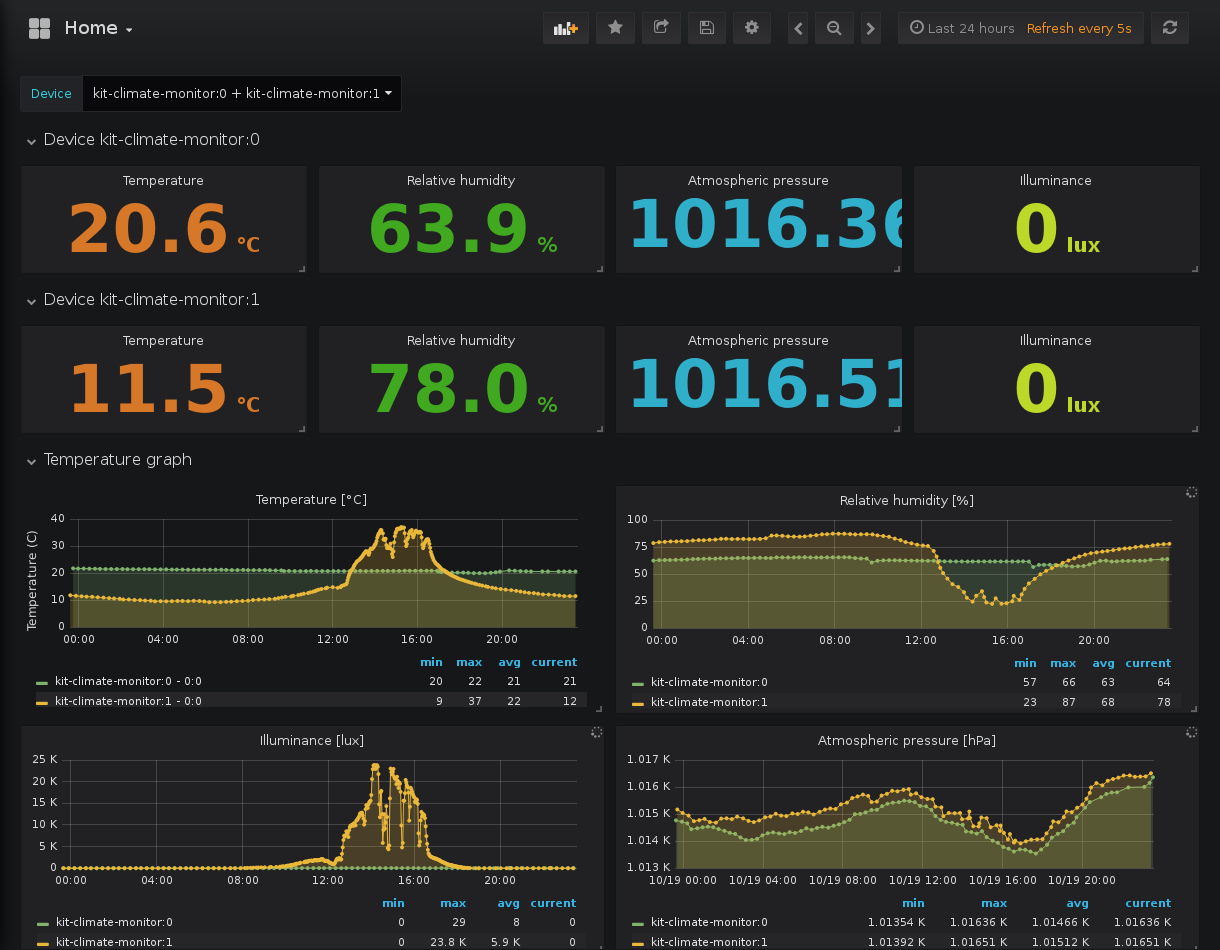 Home
Last 24 hours Refresh every 5s
Device kit-climate-monitor:0 + kit-climate-monitor:1
Device kit-climate-monitor:0
Temperature Relative humidity Atmospheric pressure Illuminance
20.6 °C 63.9 % 1016.36 0 lux
Device kit-climate-monitor:1
Temperature Relative humidity Atmospheric pressure Illuminance
11.5 °C 78.0 % 1016.51 0 lux
Temperature graph
Temperature [°C]
Temperature (C)
40
30
20
10
0
00:00 04:00 08:00 12:00 16:00 20:00
min max avg current
kit-climate-monitor:0 - 0:0 20 22 21 21
kit-climate-monitor:1 - 0:0 9 37 22 12
Relative humidity [%]
100
75
50
25
0
00:00 04:00 08:00 12:00 16:00 20:00
min max avg current
kit-climate-monitor:0 57 66 63 64
kit-climate-monitor:1 23 87 68 78
Illuminance [lux]
25 K
20 K
15 K
10 K
5 K
0
00:00 04:00 08:00 12:00 16:00 20:00
min max avg current
kit-climate-monitor:0 0 29 8 0
kit-climate-monitor:1 0 23.8 K 5.9 K 0
Atmospheric pressure [hPa]
1.017 K
1.016 K
1.015 K
1.014 K
1.013 K
10/19 00:00 10/19 04:00 10/19 08:00 10/19 12:00 10/19 16:00 10/19 20:00
min max avg current
kit-climate-monitor:0 1.01354 K 1.01636 K 1.01466 K 1.01636 K
kit-climate-monitor:1 1.01392 K 1.01651 K 1.01512 K 1.01651 K